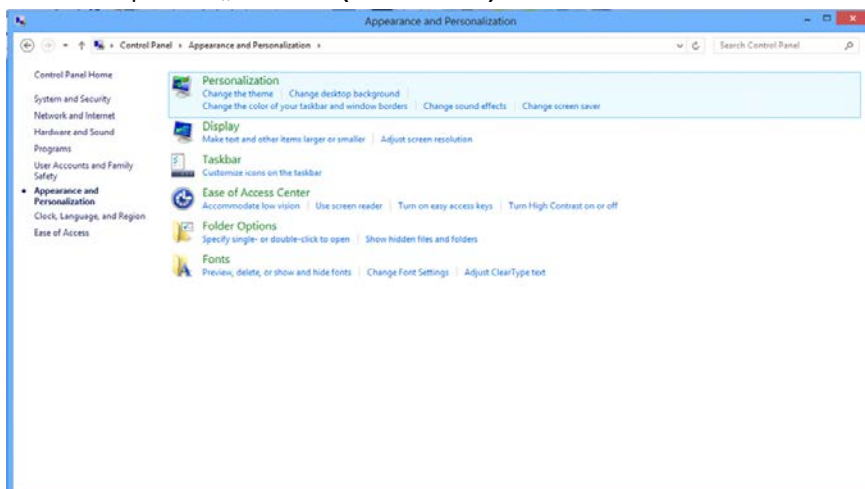 Appearance and Personalization
Control Panel › Appearance and Personalization ›
Search Control Panel
Control Panel Home
System and Security
Network and Internet
Hardware and Sound
Programs
User Accounts and Family
Safety
Appearance and
Personalization
Clock, Language, and Region
Ease of Access
Personalization
Change the theme | Change desktop background |
Change the color of your taskbar and window borders | Change sound effects | Change screen saver
Display
Make text and other items larger or smaller | Adjust screen resolution
Taskbar
Customize icons on the taskbar
Ease of Access Center
Accommodate low vision | Use screen reader | Turn on easy access keys | Turn High Contrast on or off
Folder Options
Specify single- or double-click to open | Show hidden files and folders
Fonts
Preview, delete, or show and hide fonts | Change Font Settings | Adjust ClearType text